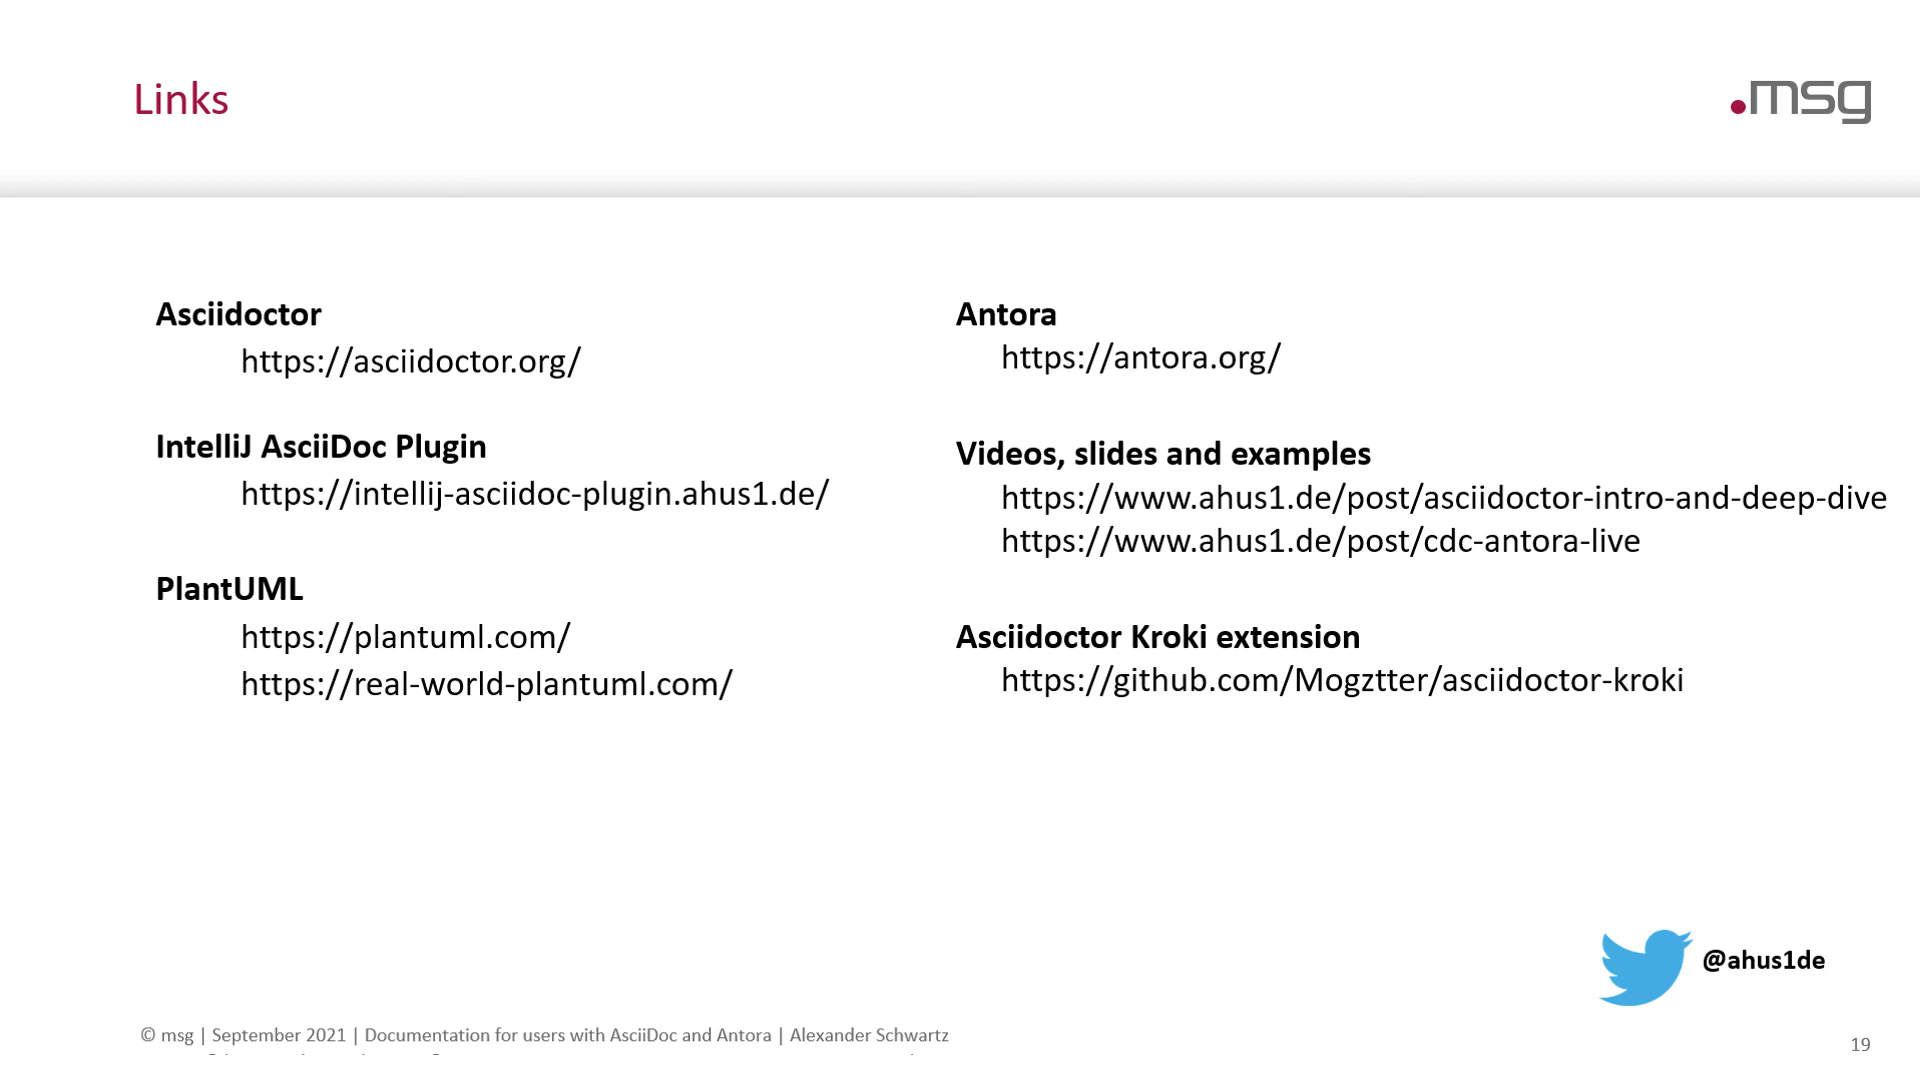 Links
.msg
Asciidoctor
https://asciidoctor.org/
IntelliJ AsciiDoc Plugin
https://intellij-asciidoc-plugin.ahus1.de/
PlantUML
https://plantuml.com/
https://real-world-plantuml.com/
Antora
https://antora.org/
Videos, slides and examples
https://www.ahus1.de/post/asciidoctor-intro-and-deep-dive
https://www.ahus1.de/post/cdc-antora-live
Asciidoctor Kroki extension
https://github.com/Mogztter/asciidoctor-kroki
@ahus1de
© msg | September 2021 | Documentation for users with AsciiDoc and Antora | Alexander Schwartz
19